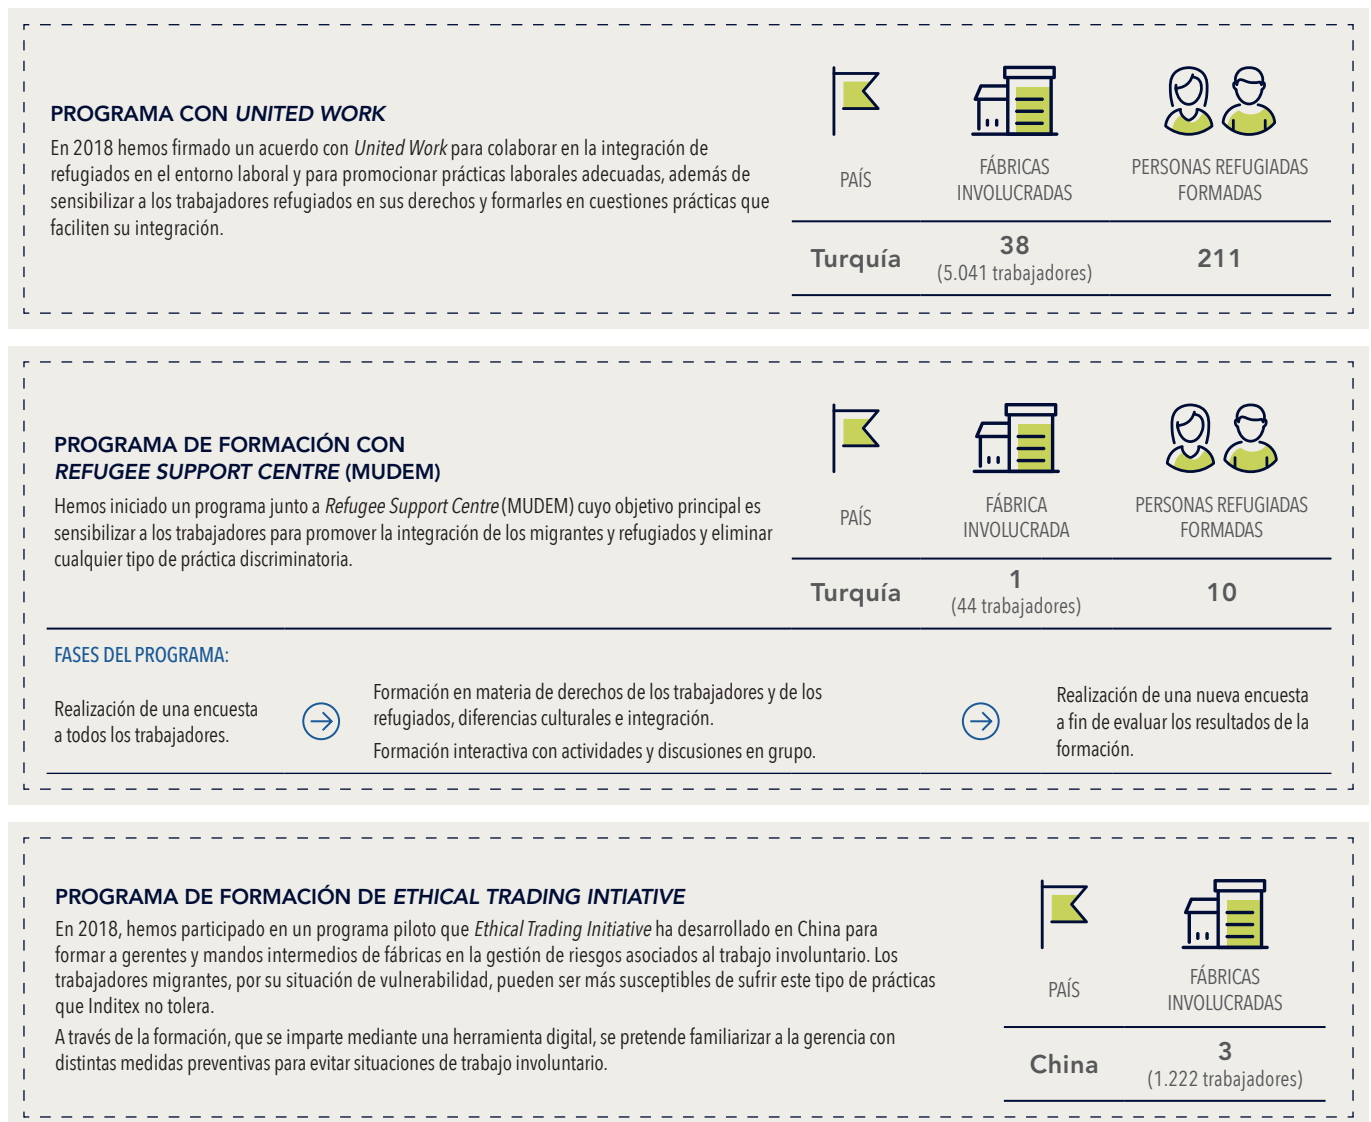 PROGRAMA CON UNITED WORK
En 2018 hemos firmado un acuerdo con United Work para colaborar en la integración de
refugiados en el entorno laboral y para promocionar prácticas laborales adecuadas, además de
sensibilizar a los trabajadores refugiados en sus derechos y formarles en cuestiones prácticas que
faciliten su integración.
PAÍS
FÁBRICAS
INVOLUCRADAS
PERSONAS REFUGIADAS
FORMADAS
Turquía
38
(5.041 trabajadores)
211
PROGRAMA DE FORMACIÓN CON
REFUGEE SUPPORT CENTRE (MUDEM)
Hemos iniciado un programa junto a Refugee Support Centre (MUDEM) cuyo objetivo principal es
sensibilizar a los trabajadores para promover la integración de los migrantes y refugiados y eliminar
cualquier tipo de práctica discriminatoria.
PAÍS
FÁBRICA
INVOLUCRADA
PERSONAS REFUGIADAS
FORMADAS
Turquía
1
(44 trabajadores)
10
FASES DEL PROGRAMA:
Realización de una encuesta
a todos los trabajadores.
Formación en materia de derechos de los trabajadores y de los
refugiados, diferencias culturales e integración.
Formación interactiva con actividades y discusiones en grupo.
Realización de una nueva encuesta
a fin de evaluar los resultados de la
formación.
PROGRAMA DE FORMACIÓN DE ETHICAL TRADING INTIATIVE
En 2018, hemos participado en un programa piloto que Ethical Trading Initiative ha desarrollado en China para
formar a gerentes y mandos intermedios de fábricas en la gestión de riesgos asociados al trabajo involuntario. Los
trabajadores migrantes, por su situación de vulnerabilidad, pueden ser más susceptibles de sufrir este tipo de prácticas
que Inditex no tolera.
A través de la formación, que se imparte mediante una herramienta digital, se pretende familiarizar a la gerencia con
distintas medidas preventivas para evitar situaciones de trabajo involuntario.
PAÍS
FÁBRICAS
INVOLUCRADAS
China
3
(1.222 trabajadores)